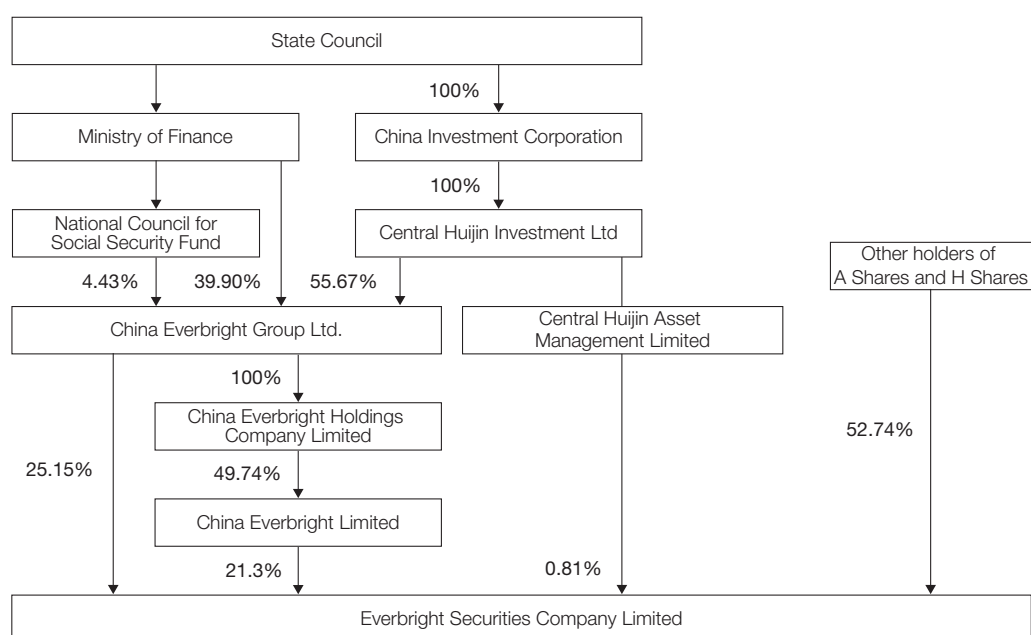 State Council
100%
Ministry of Finance
China Investment Corporation
100%
National Council for
Social Security Fund
Central Huijin Investment Ltd
Other holders of
A Shares and H Shares
4.43%
39.90%
55.67%
China Everbright Group Ltd.
Central Huijin Asset
Management Limited
100%
China Everbright Holdings
Company Limited
52.74%
25.15%
49.74%
China Everbright Limited
21.3%
0.81%
Everbright Securities Company Limited